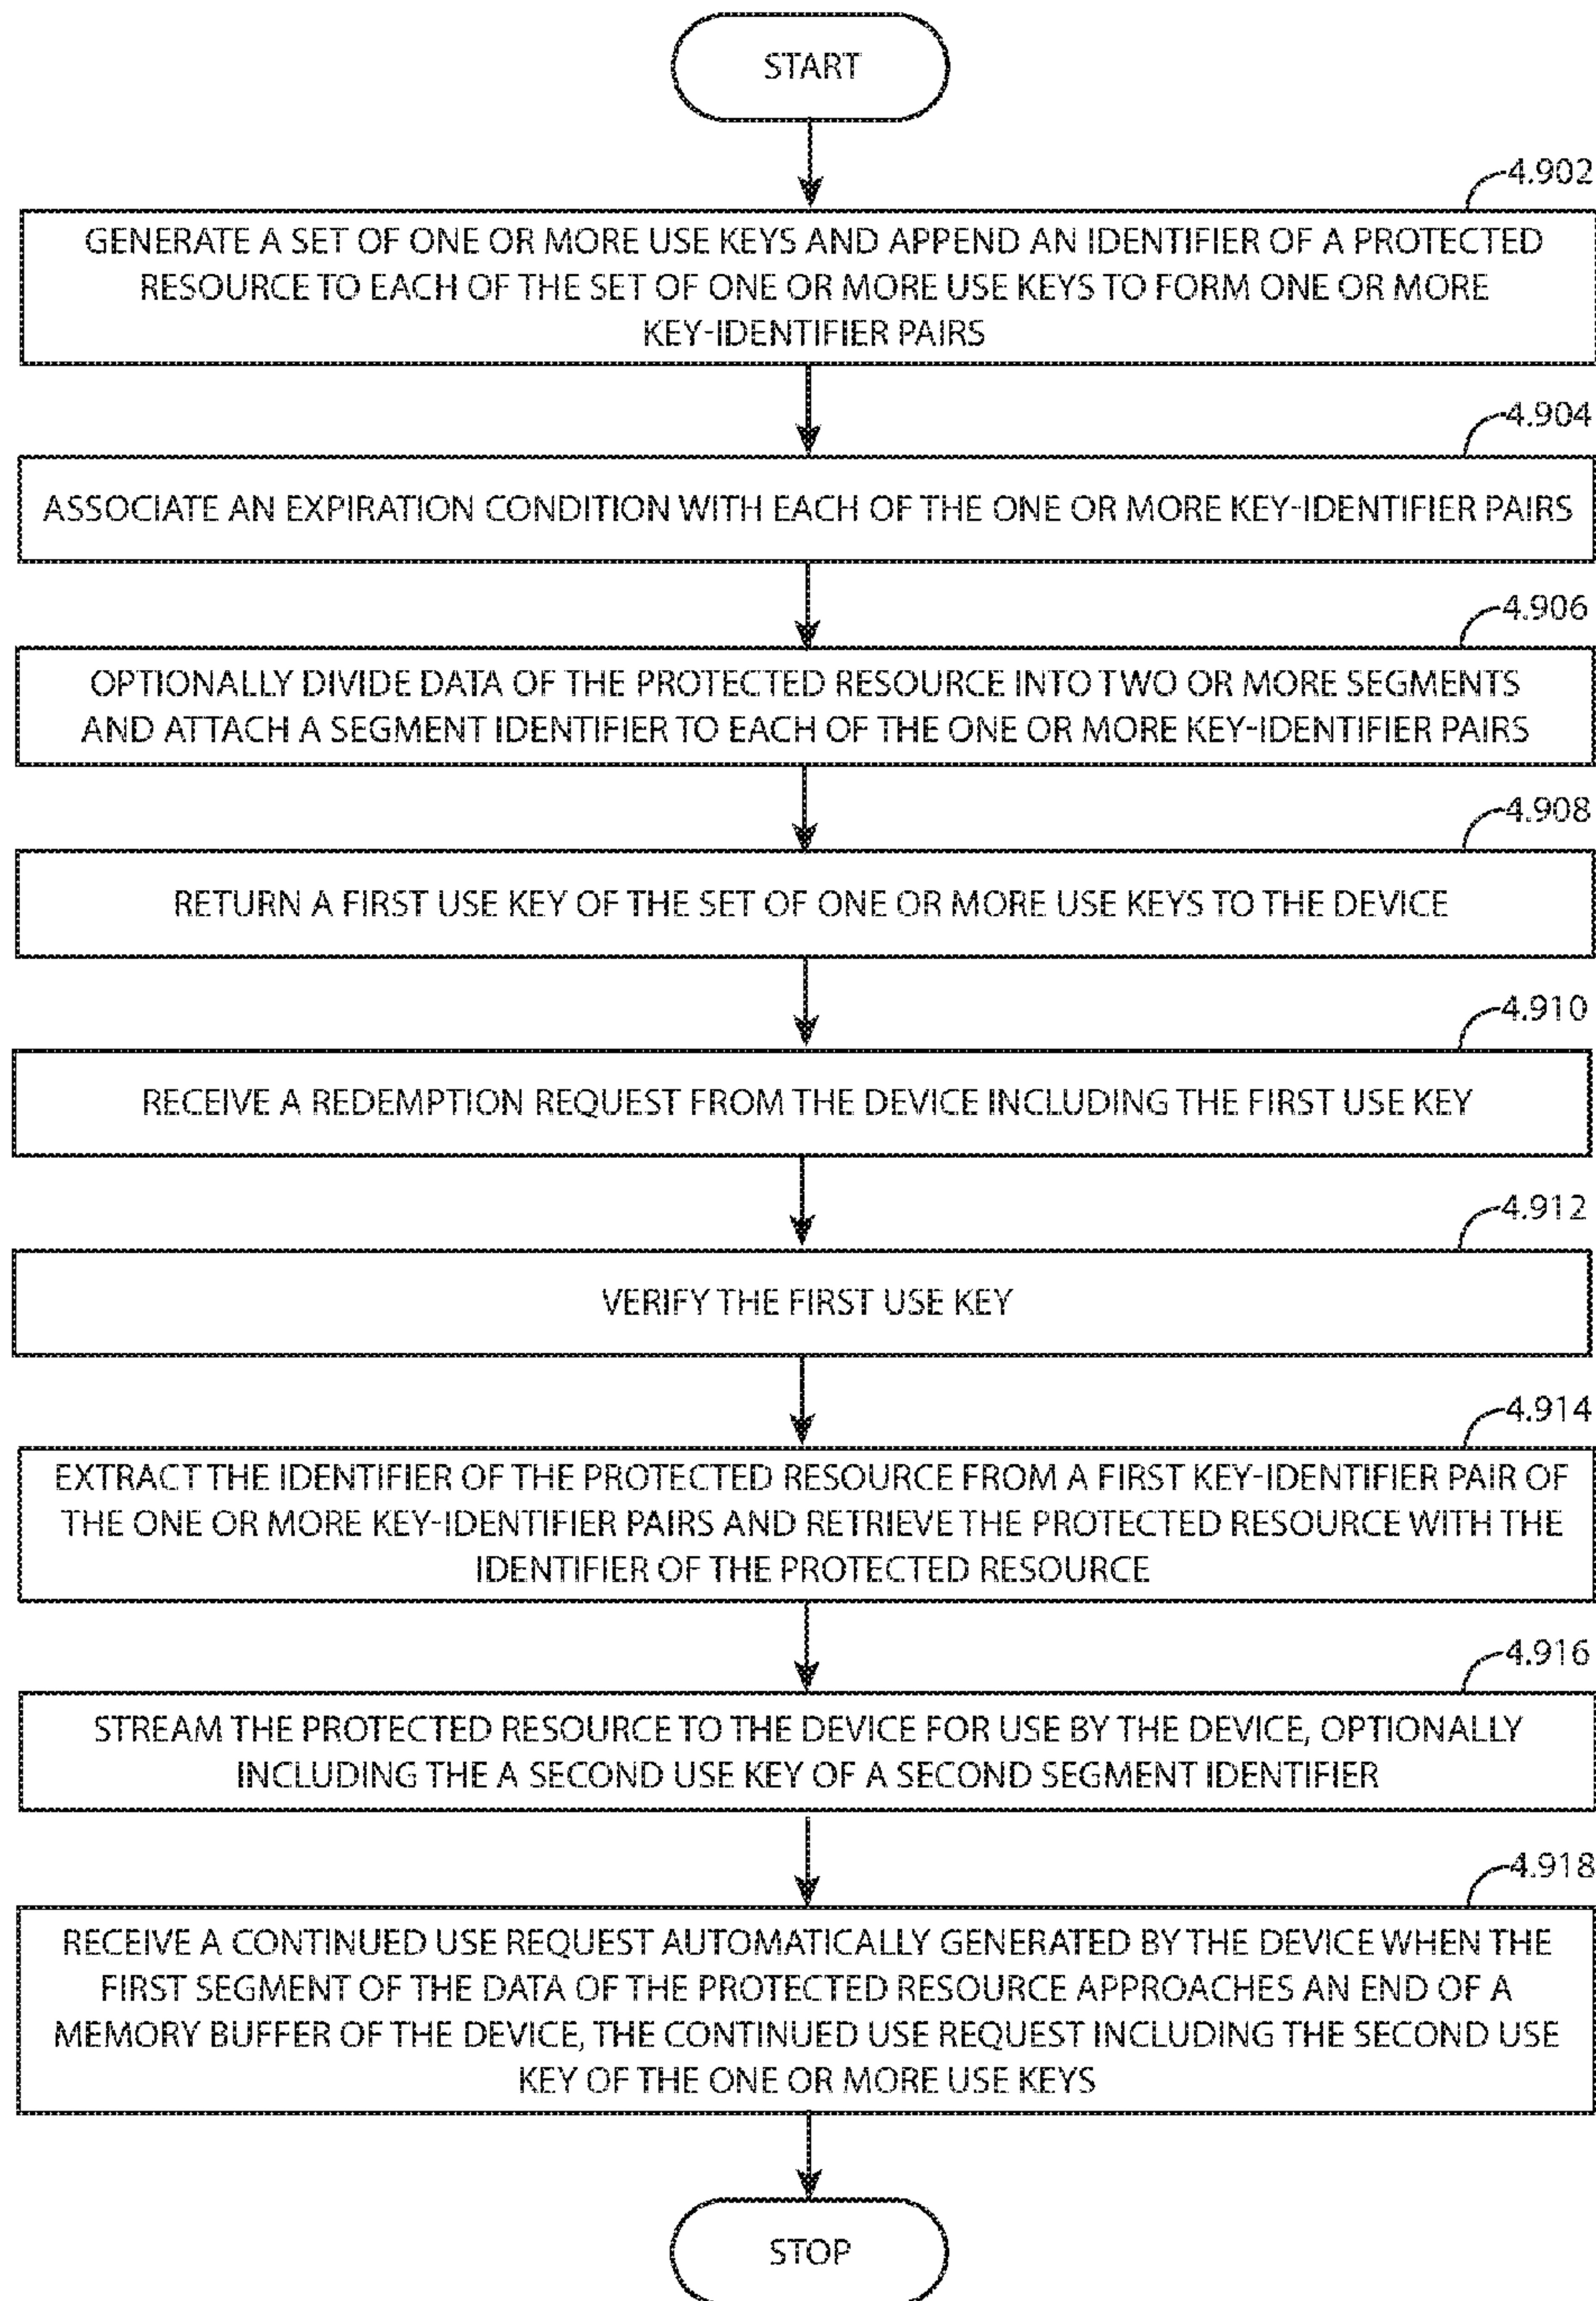 START
4.902
GENERATE A SET OF ONE OR MORE USE KEYS AND APPEND AN IDENTIFIER OF A PROTECTED
RESOURCE TO EACH OF THE SET OF ONE OR MORE USE KEYS TO FORM ONE OR MORE
KEY-IDENTIFIER PAIRS
4.904
ASSOCIATE AN EXPIRATION CONDITION WITH EACH OF THE ONE OR MORE KEY-IDENTIFIER PAIRS
4.906
OPTIONALLY DIVIDE DATA OF THE PROTECTED RESOURCE INTO TWO OR MORE SEGMENTS
AND ATTACH A SEGMENT IDENTIFIER TO EACH OF THE ONE OR MORE KEY-IDENTIFIER PAIRS
4.908
RETURN A FIRST USE KEY OF THE SET OF ONE OR MORE USE KEYS TO THE DEVICE
4.910
RECEIVE A REDEMPTION REQUEST FROM THE DEVICE INCLUDING THE FIRST USE KEY
4.912
VERIFY THE FIRST USE KEY
4.914
EXTRACT THE IDENTIFIER OF THE PROTECTED RESOURCE FROM A FIRST KEY-IDENTIFIER PAIR OF
THE ONE OR MORE KEY-IDENTIFIER PAIRS AND RETRIEVE THE PROTECTED RESOURCE WITH THE
IDENTIFIER OF THE PROTECTED RESOURCE
4.916
STREAM THE PROTECTED RESOURCE TO THE DEVICE FOR USE BY THE DEVICE, OPTIONALLY
INCLUDING THE A SECOND USE KEY OF A SECOND SEGMENT IDENTIFIER
4.918
RECEIVE A CONTINUED USE REQUEST AUTOMATICALLY GENERATED BY THE DEVICE WHEN THE
FIRST SEGMENT OF THE DATA OF THE PROTECTED RESOURCE APPROACHES AN END OF A
MEMORY BUFFER OF THE DEVICE, THE CONTINUED USE REQUEST INCLUDING THE SECOND USE
KEY OF THE ONE OR MORE USE KEYS
STOP